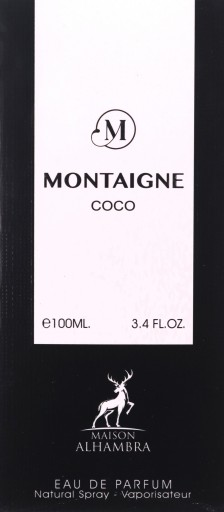 M
MONTAIGNE
COCO
℮100ML. 3.4 FL.OZ.
MAISON
ALHAMBRA
EAU DE PARFUM
Natural Spray - Vaporisateur